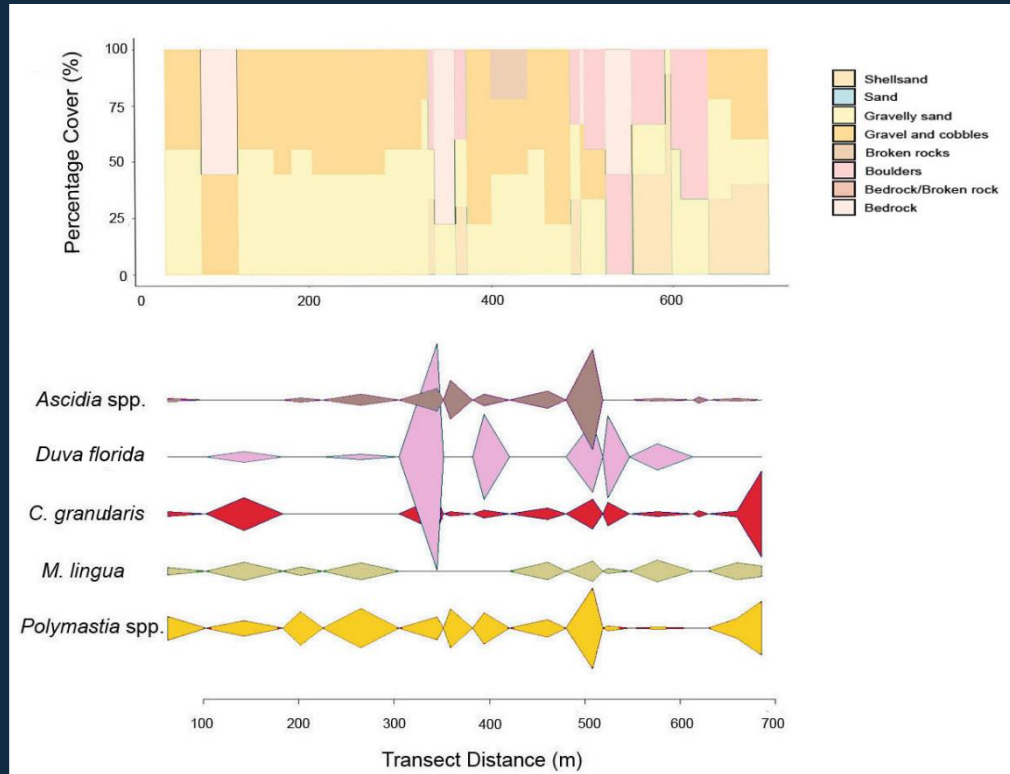 Percentage Cover (%)
100
75
50
25
0
0 200 400 600
Shellsand
Sand
Gravelly sand
Gravel and cobbles
Broken rocks
Boulders
Bedrock/Broken rock
Bedrock
Ascidia spp.
Duva florida
C. granularis
M. lingua
Polymastia spp.
100 200 300 400 500 600 700
Transect Distance (m)